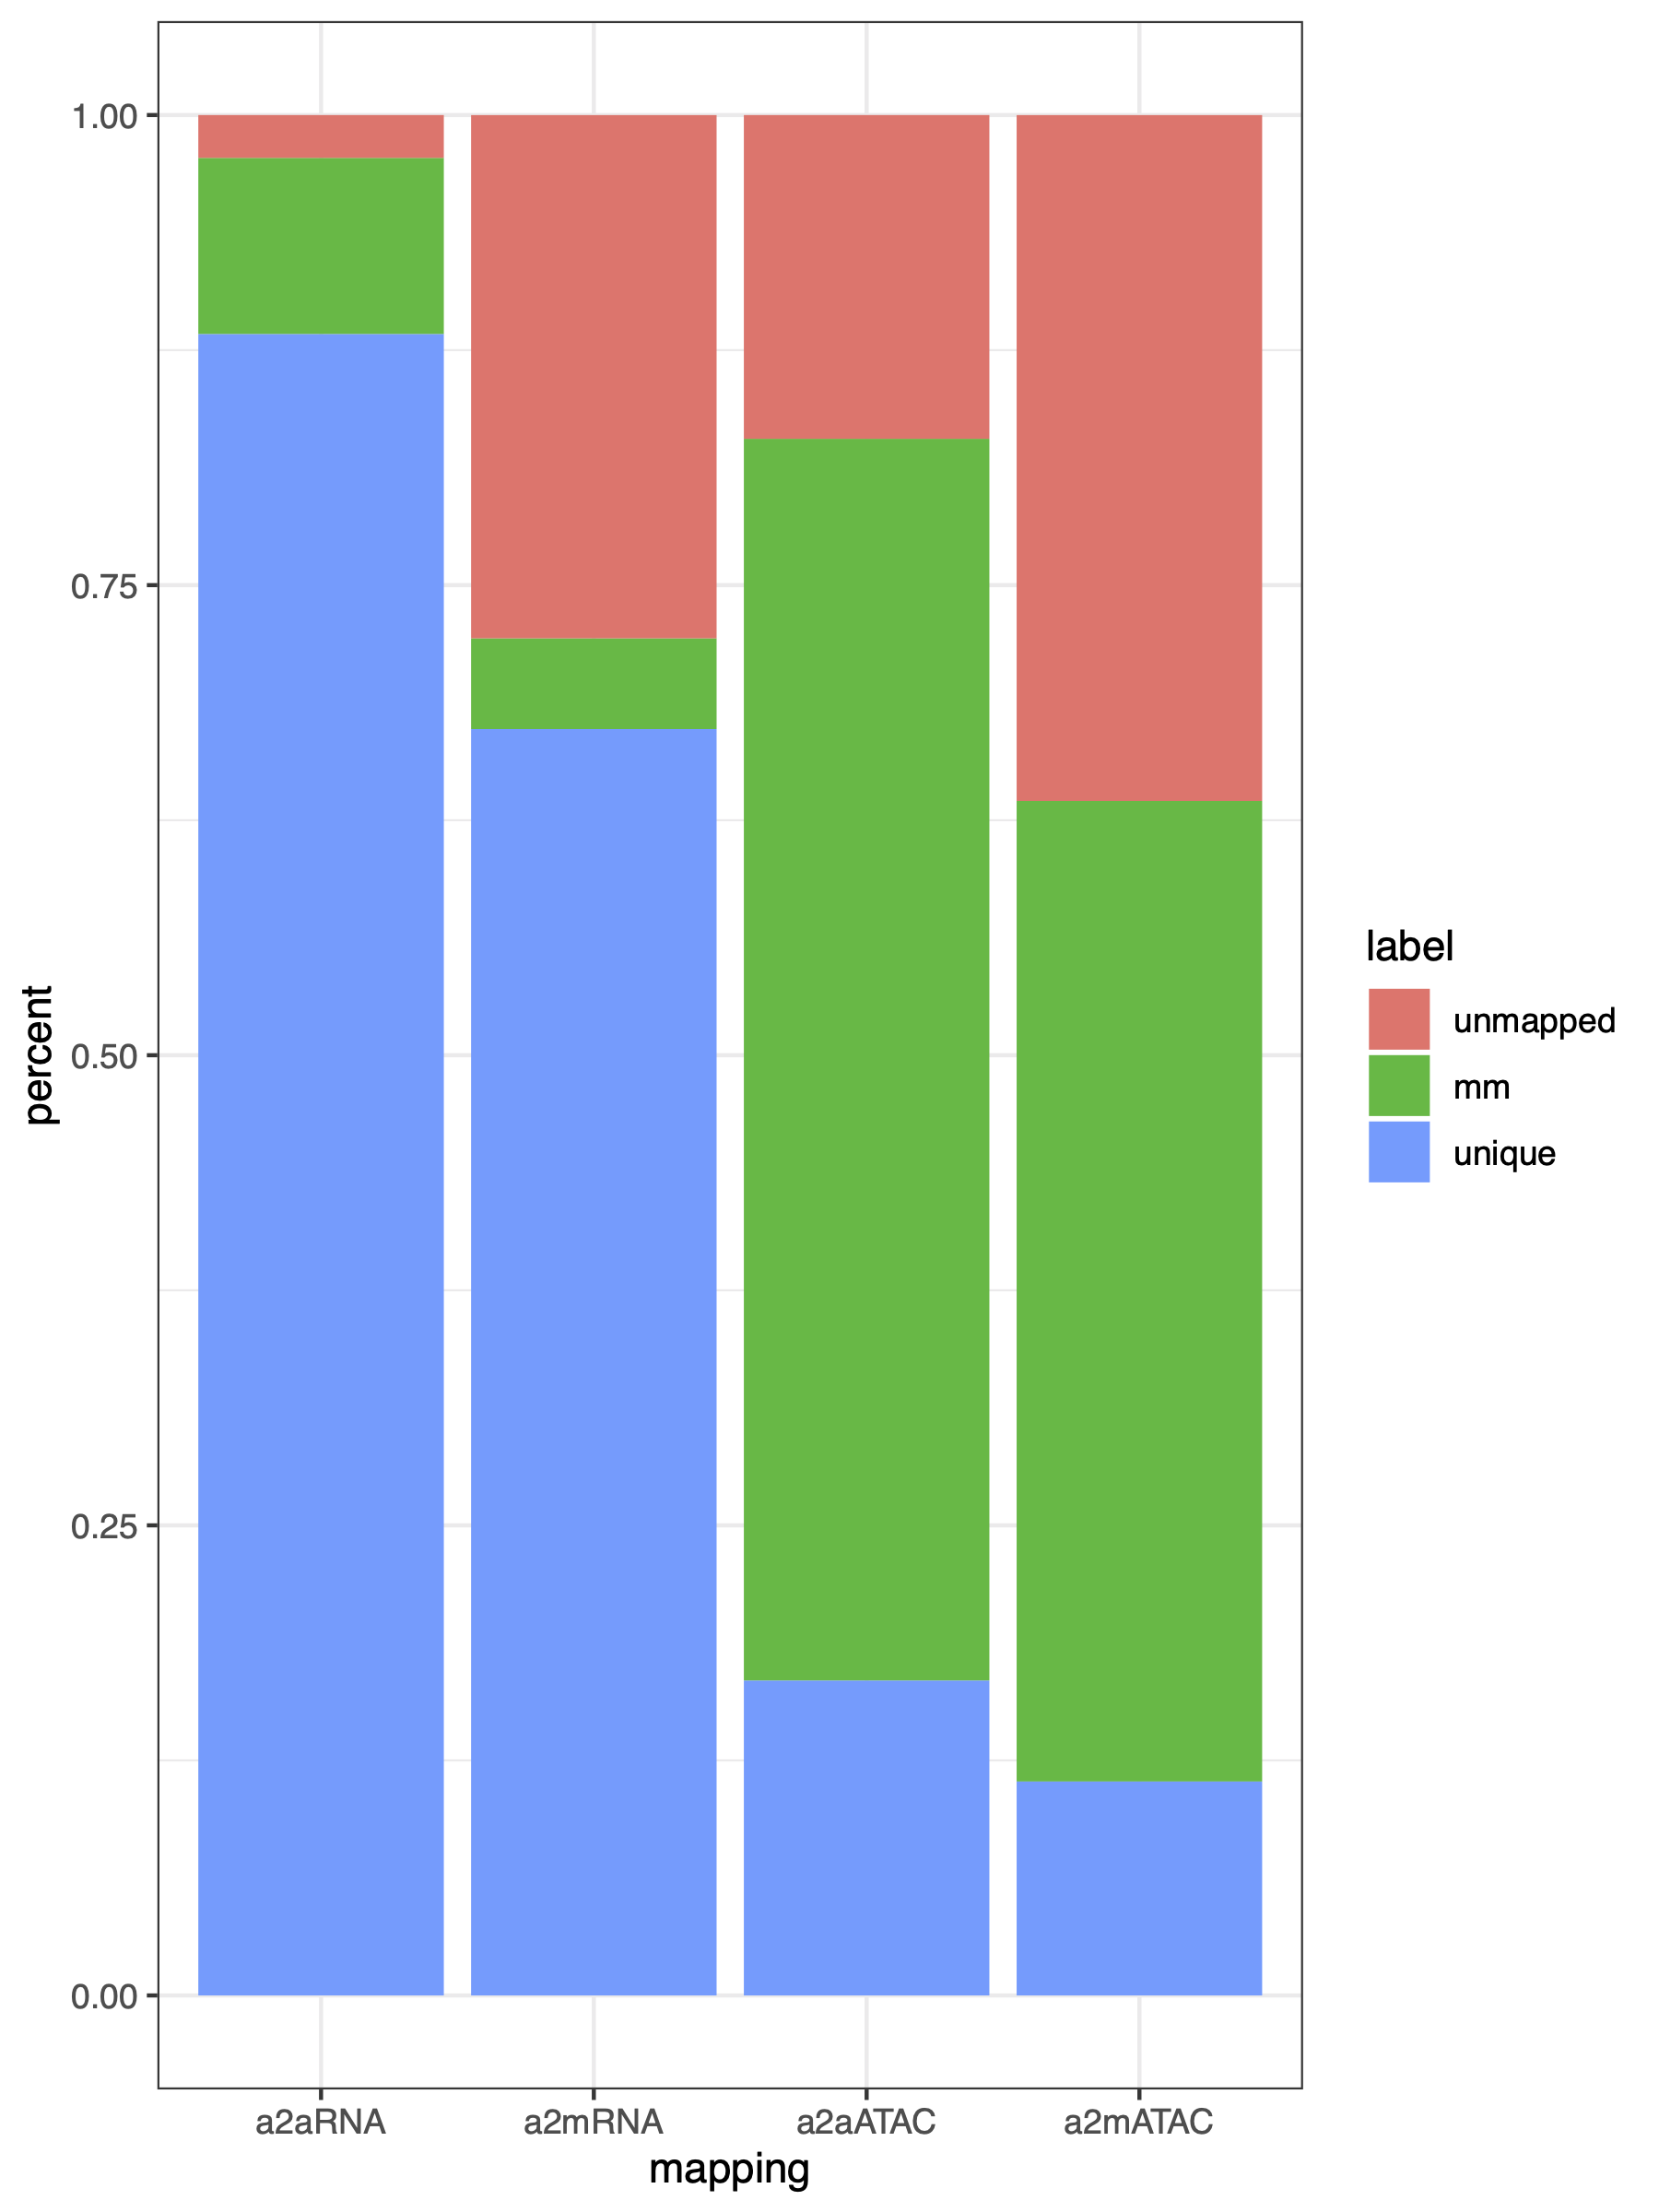 1.00
0.75
0.50
0.25
0.00
percent
a2aRNA
a2mRNA
a2aATAC
a2mATAC
mapping
label
unmapped
mm
unique